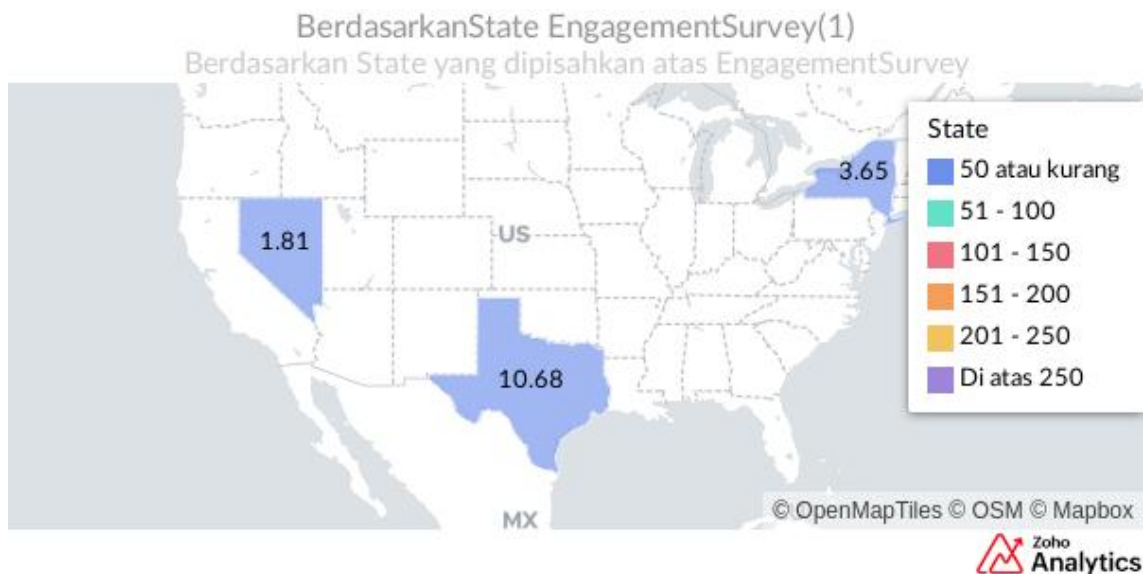 BerdasarkanState EngagementSurvey(1)
Berdasarkan State yang dipisahkan atas EngagementSurvey
State
50 atau kurang
51 - 100
101 - 150
151 - 200
201 - 250
Di atas 250
3.65
1.81
US
10.68
MX
© OpenMapTiles © OSM © Mapbox
Zoho
Analytics